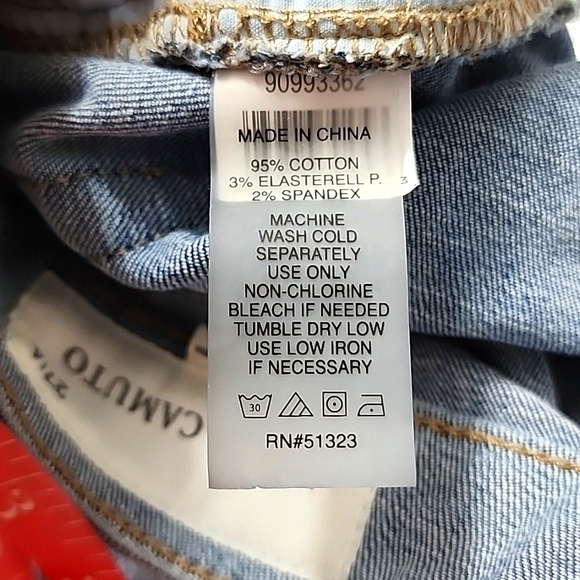 90993362
MADE IN CHINA
95% COTTON
3% ELASTERELL P.
2% SPANDEX
3
MACHINE
WASH COLD
SEPARATELY
USE ONLY
NON-CHLORINE
BLEACH IF NEEDED
TUMBLE DRY LOW
USE LOW IRON
IF NECESSARY
30
RN#51323
CAMUTO